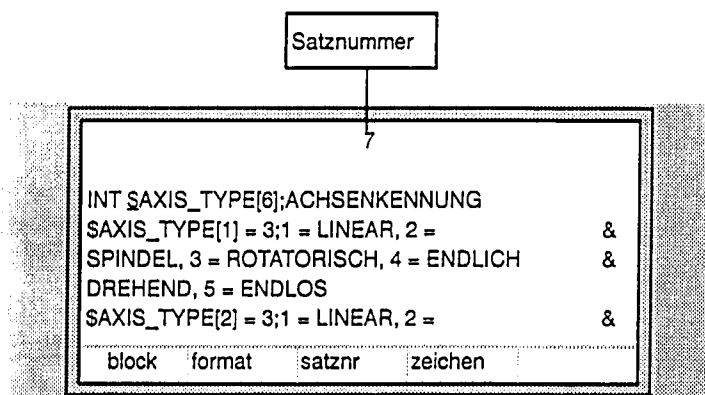 Satznummer
7
INT $AXIS_TYPE[6];ACHSENKENNUNG
$AXIS_TYPE[1] = 3;1 = LINEAR, 2 = &
SPINDEL, 3 = ROTATORISCH, 4 = ENDLICH &
DREHEND, 5 = ENDLOS
$AXIS_TYPE[2] = 3;1 = LINEAR, 2 = &
block format satznr zeichen